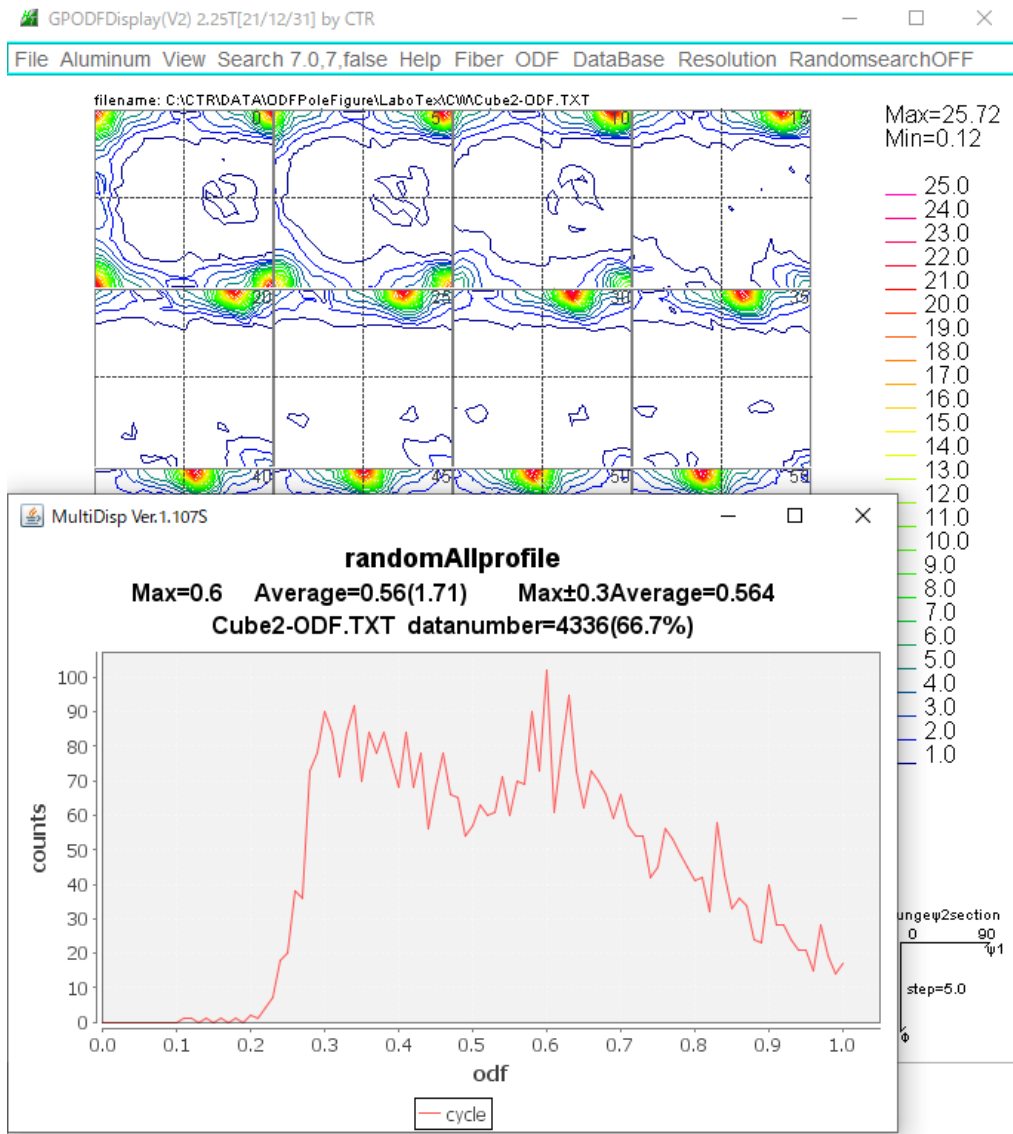 GPODFDisplay(V2) 2.25T[21/12/31] by CTR
File Aluminum View Search 7.0,7,false Help Fiber ODF DataBase Resolution RandomsearchOFF
filename: C:\CTR\DATA\ODFPoleFigure\LaboTex\CW\Cube2-ODF.TXT
0 5 10 15
20 25 30 35
40 45 50 55
Max=25.72
Min=0.12
25.0
24.0
23.0
22.0
21.0
20.0
19.0
18.0
17.0
16.0
15.0
14.0
13.0
12.0
11.0
10.0
9.0
8.0
7.0
6.0
5.0
4.0
3.0
2.0
1.0
MultiDisp Ver.1.107S
randomAllprofile
Max=0.6 Average=0.56(1.71) Max±0.3Average=0.564
Cube2-ODF.TXT datanumber=4336(66.7%)
counts
100
90
80
70
60
50
40
30
20
10
0
0.0 0.1 0.2 0.3 0.4 0.5 0.6 0.7 0.8 0.9 1.0
odf
cycle
ungeψ2section
0 90
ψ1
step=5.0
Φ